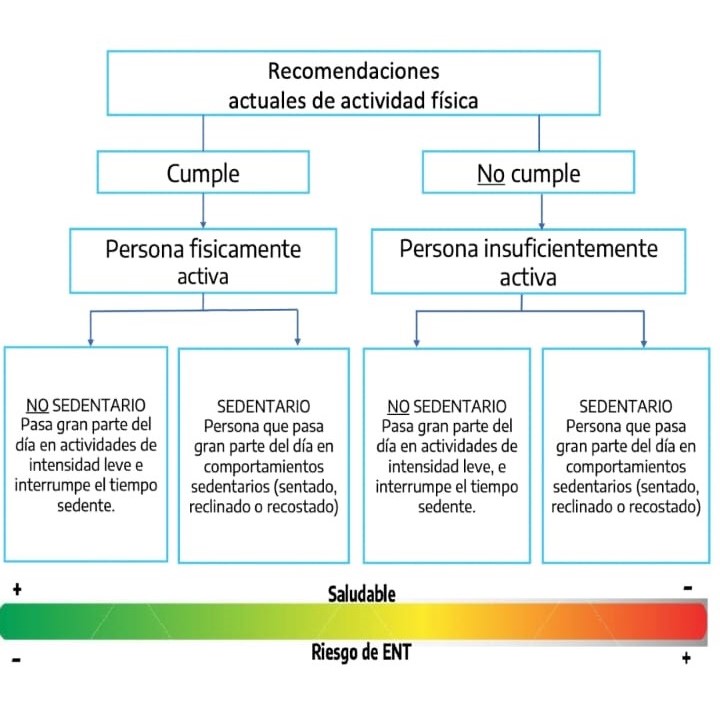 Recomendaciones
actuales de actividad física
Cumple
No cumple
Persona fisicamente
activa
Persona insuficientemente
activa
NO SEDENTARIO
Pasa gran parte del
día en actividades de
intensidad leve e
interrumpe el tiempo
sedente.
SEDENTARIO
Persona que pasa
gran parte del día en
comportamientos
sedentarios (sentado,
reclinado o recostado)
NO SEDENTARIO
Pasa gran parte del
día en actividades de
intensidad leve, e
interrumpe el tiempo
sedente.
SEDENTARIO
Persona que pasa
gran parte del día en
comportamientos
sedentarios (sentado,
reclinado o recostado)
+ Saludable -
- Riesgo de ENT +